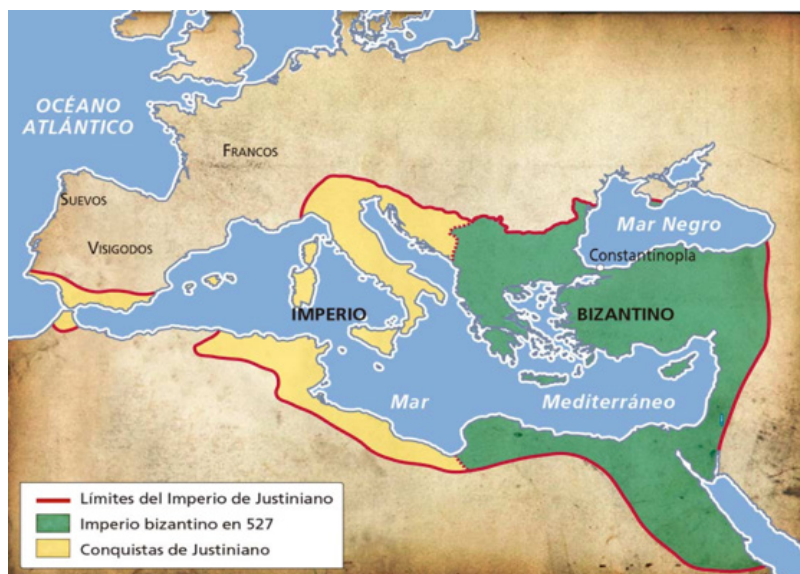 OCÉANO
ATLÁNTICO
FRANCOS
SUEVOS
VISIGODOS
Mar Negro
Constantinopla
IMPERIO
BIZANTINO
Mar
Mediterráneo
Límites del Imperio de Justiniano
Imperio bizantino en 527
Conquistas de Justiniano